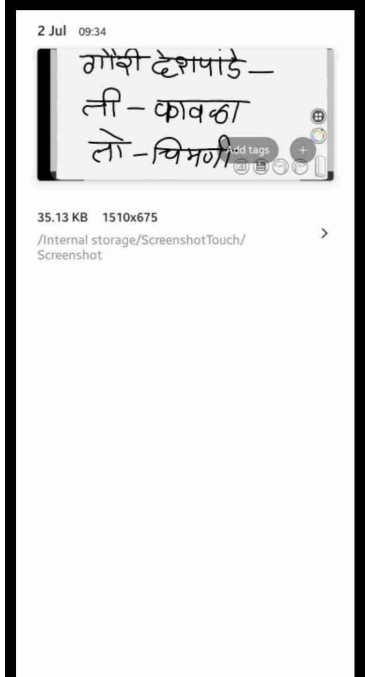 2 Jul 09:34
गौरी देशपांडे –
ती – कावळा
तो – चिमणी
Add tags
35.13 KB 1510x675
/Internal storage/ScreenshotTouch/
Screenshot